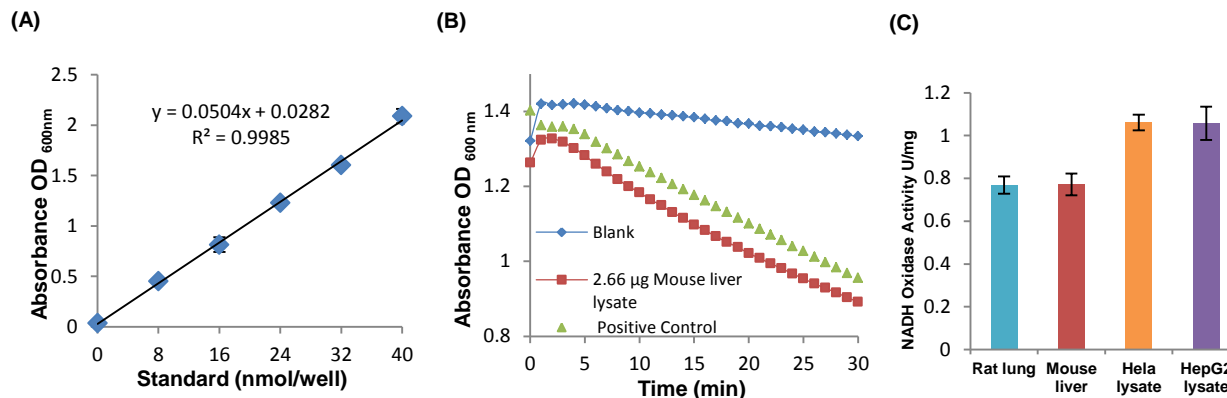 (A)
y = 0.0504x + 0.0282
R² = 0.9985
Absorbance OD 600nm
2.5
2
1.5
1
0.5
0
0 8 16 24 32 40
Standard (nmol/well)
(B)
Absorbance OD 600 nm
1.4
1.2
1
0.8
Blank
2.66 µg Mouse liver
lysate
Positive Control
0 10 20 30
Time (min)
(C)
NADH Oxidase Activity U/mg
1.2
1
0.8
0.6
0.4
0.2
0
Rat lung
Mouse
liver
Hela
lysate
HepG2
lysate